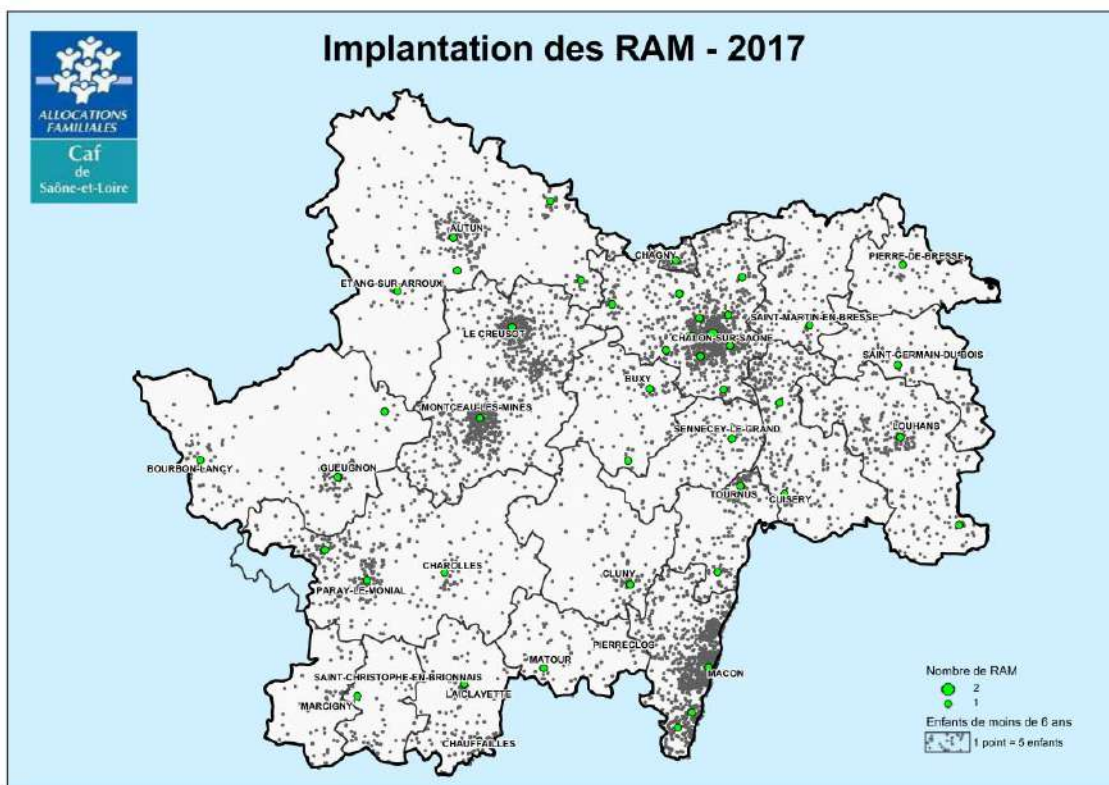 Implantation des RAM - 2017
ALLOCATIONS
FAMILIALES
Caf
de
Saône-et-Loire
AUTUN
CHAGNY
PIERRE-DE-BRESSE
ETANG-SUR-ARROUX
LE CREUSOT
SAINT-MARTIN-EN-BRESSE
CHALON-SUR-SAONE
SAINT-GERMAIN-DU-BOIS
BUXY
MONTCEAU-LES-MINES
SENNECEY-LE-GRAND
LOUHANS
BOURBON-LANCY
GUEUGNON
TOURNUS
CUISERY
CHAROLLES
CLUNY
PARAY-LE-MONIAL
PIERRECLOS
MATOUR
MACON
SAINT-CHRISTOPHE-EN-BRIONNAIS
LA CLAYETTE
MARCIGNY
CHAUFFAILLES
Nombre de RAM
2
1
Enfants de moins de 6 ans
1 point = 5 enfants